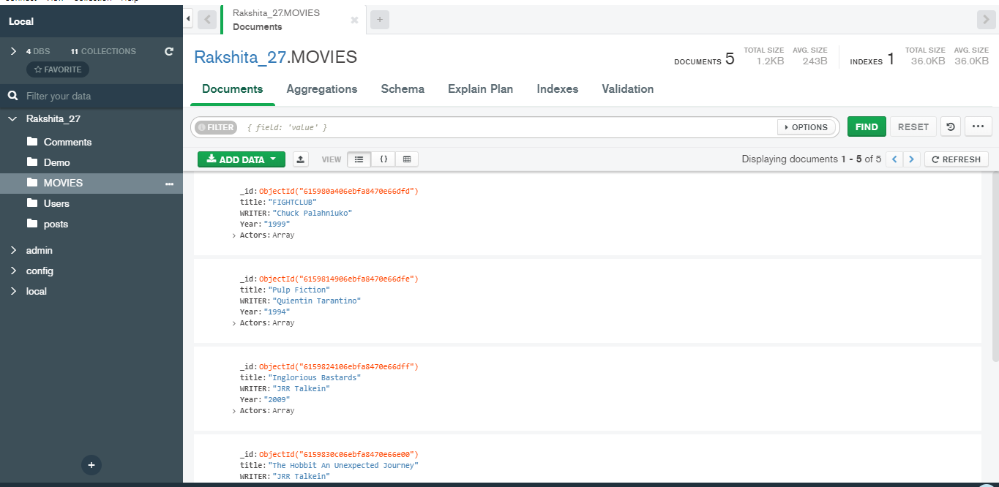 Local
4 DBS 11 COLLECTIONS
FAVORITE
Filter your data
Rakshita_27
Comments
Demo
MOVIES
Users
posts
admin
config
local
Rakshita_27.MOVIES
Documents
Rakshita_27.MOVIES
DOCUMENTS 5 TOTAL SIZE 1.2KB AVG. SIZE 243B INDEXES 1 TOTAL SIZE 36.0KB AVG. SIZE 36.0KB
Documents Aggregations Schema Explain Plan Indexes Validation
FILTER { field: 'value' } OPTIONS FIND RESET
ADD DATA VIEW {} Displaying documents 1 - 5 of 5 REFRESH
_id:ObjectId("615980a406ebfa8470e66dfd")
title:"FIGHTCLUB"
WRITER:"Chuck Palahniuko"
Year:"1999"
Actors:Array
_id:ObjectId("6159814906ebfa8470e66dfe")
title:"Pulp Fiction"
WRITER:"Quientin Tarantino"
Year:"1994"
Actors:Array
_id:ObjectId("6159824106ebfa8470e66dff")
title:"Inglorious Bastards"
WRITER:"JRR Talkein"
Year:"2009"
Actors:Array
_id:ObjectId("6159830c06ebfa8470e66e00")
title:"The Hobbit An Unexpected Journey"
WRITER:"JRR Talkein"